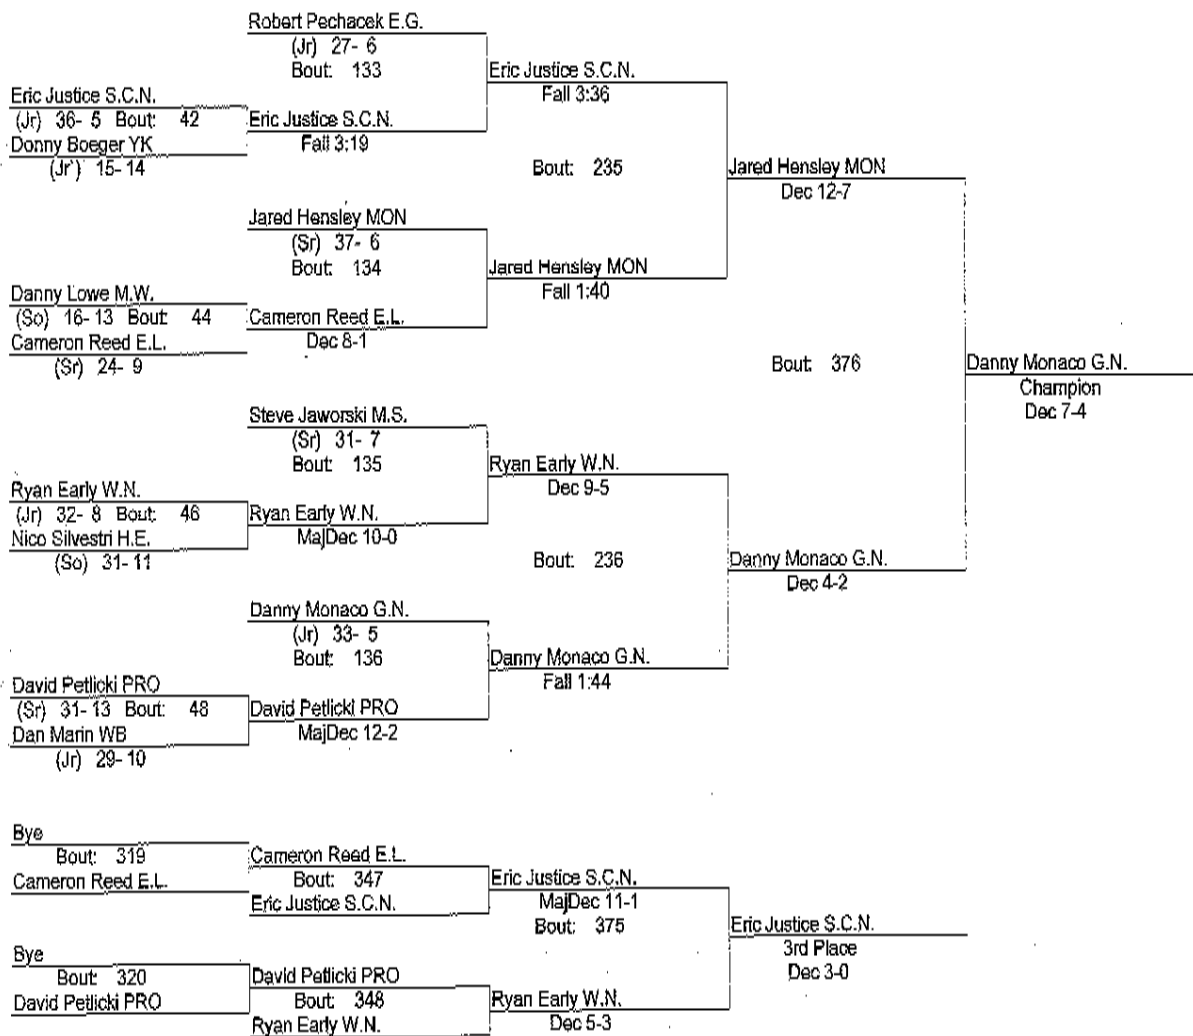 Robert Pechacek E.G.
(Jr) 27- 6
Bout: 133
Eric Justice S.C.N.
Fall 3:36
Eric Justice S.C.N.
(Jr) 36- 5 Bout: 42
Eric Justice S.C.N.
Donny Boeger YK
Fall 3:19
(Jr) 15- 14
Bout: 235
Jared Hensley MON
Dec 12-7
Jared Hensley MON
(Sr) 37- 6
Bout: 134
Jared Hensley MON
Fall 1:40
Danny Lowe M.W.
(So) 16- 13 Bout: 44
Cameron Reed E.L.
Cameron Reed E.L.
Dec 8-1
(Sr) 24- 9
Bout: 376
Danny Monaco G.N.
Champion
Dec 7-4
Steve Jaworski M.S.
(Sr) 31- 7
Bout: 135
Ryan Early W.N.
Dec 9-5
Ryan Early W.N.
(Jr) 32- 8 Bout: 46
Ryan Early W.N.
Nico Silvestri H.E.
MajDec 10-0
(So) 31- 11
Bout: 236
Danny Monaco G.N.
Dec 4-2
Danny Monaco G.N.
(Jr) 33- 5
Bout: 136
Danny Monaco G.N.
Fall 1:44
David Petlicki PRO
(Sr) 31- 13 Bout: 48
David Petlicki PRO
Dan Marin WB
MajDec 12-2
(Jr) 29- 10
Bye
Bout: 319
Cameron Reed E.L.
Cameron Reed E.L.
Bout: 347
Eric Justice S.C.N.
Eric Justice S.C.N.
MajDec 11-1
Bout: 375
Eric Justice S.C.N.
3rd Place
Dec 3-0
Bye
Bout: 320
David Petlicki PRO
David Petlicki PRO
Bout: 348
Ryan Early W.N.
Ryan Early W.N.
Dec 5-3